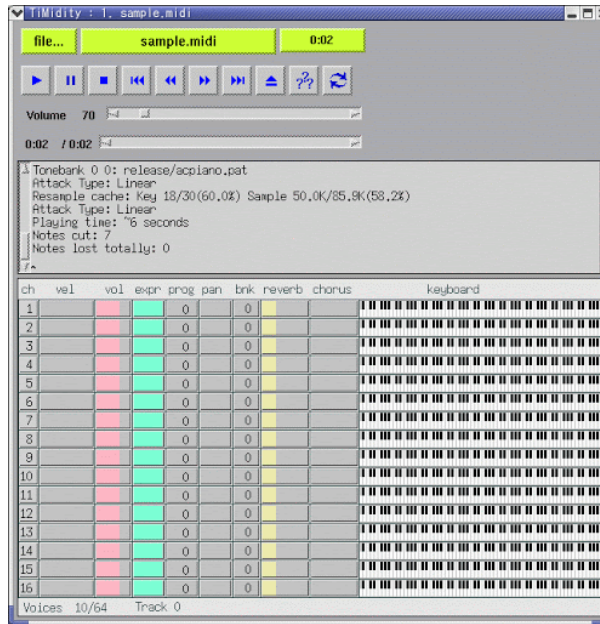 TiMidity : 1. sample.midi
file... sample.midi 0:02
??
Volume 70
0:02 / 0:02
Tonebank 0 0: release/acpiano.pat
Attack Type: Linear
Resample cache: Key 18/30(60.0%) Sample 50.0K/85.9K(58.2%)
Attack Type: Linear
Playing time: ~6 seconds
Notes cut: 7
Notes lost totally: 0
ch vel vol expr prog pan bnk reverb chorus keyboard
1 0 0
2 0 0
3 0 0
4 0 0
5 0 0
6 0 0
7 0 0
8 0 0
9 0 0
10 0 0
11 0 0
12 0 0
13 0 0
14 0 0
15 0 0
16 0 0
Voices 10/64 Track 0